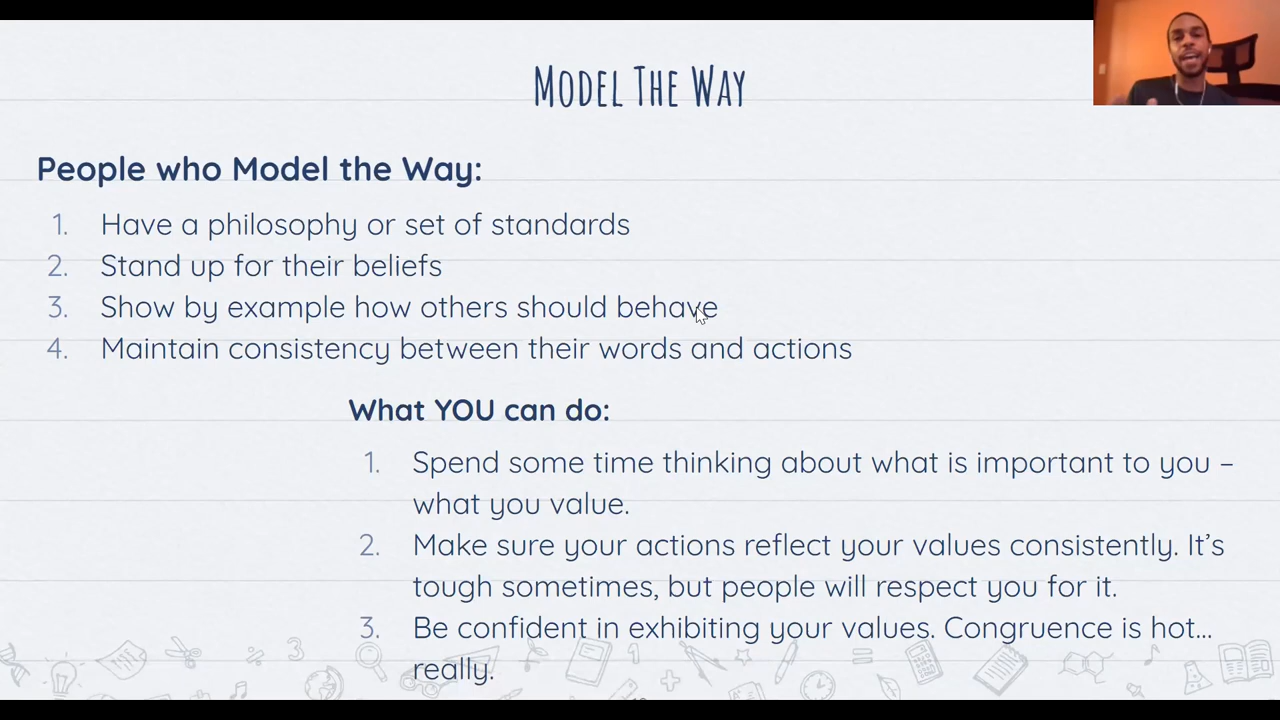 Model The Way
People who Model the Way:
1. Have a philosophy or set of standards
2. Stand up for their beliefs
3. Show by example how others should behave
4. Maintain consistency between their words and actions
What YOU can do:
1. Spend some time thinking about what is important to you –
what you value.
2. Make sure your actions reflect your values consistently. It's
tough sometimes, but people will respect you for it.
3. Be confident in exhibiting your values. Congruence is hot...
really.